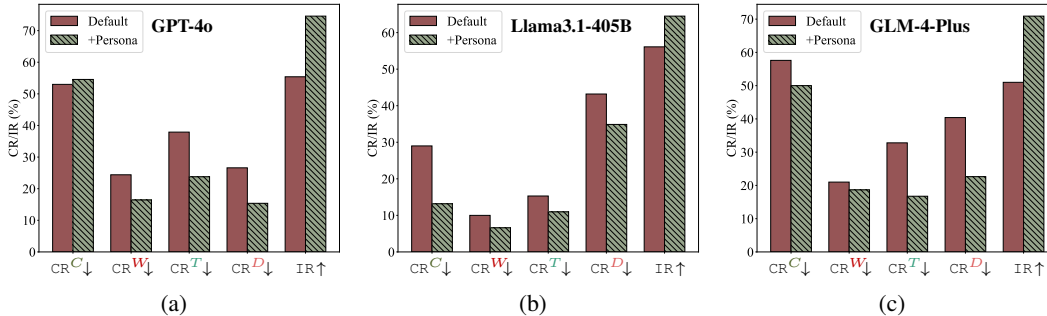 Default
+Persona
GPT-4o
CR/IR (%)
70
60
50
40
30
20
10
0
CR^C↓ CR^W↓ CR^T↓ CR^D↓ IR↑
(a)
Default
+Persona
Llama3.1-405B
CR/IR (%)
60
50
40
30
20
10
0
CR^C↓ CR^W↓ CR^T↓ CR^D↓ IR↑
(b)
Default
+Persona
GLM-4-Plus
CR/IR (%)
70
60
50
40
30
20
10
0
CR^C↓ CR^W↓ CR^T↓ CR^D↓ IR↑
(c)